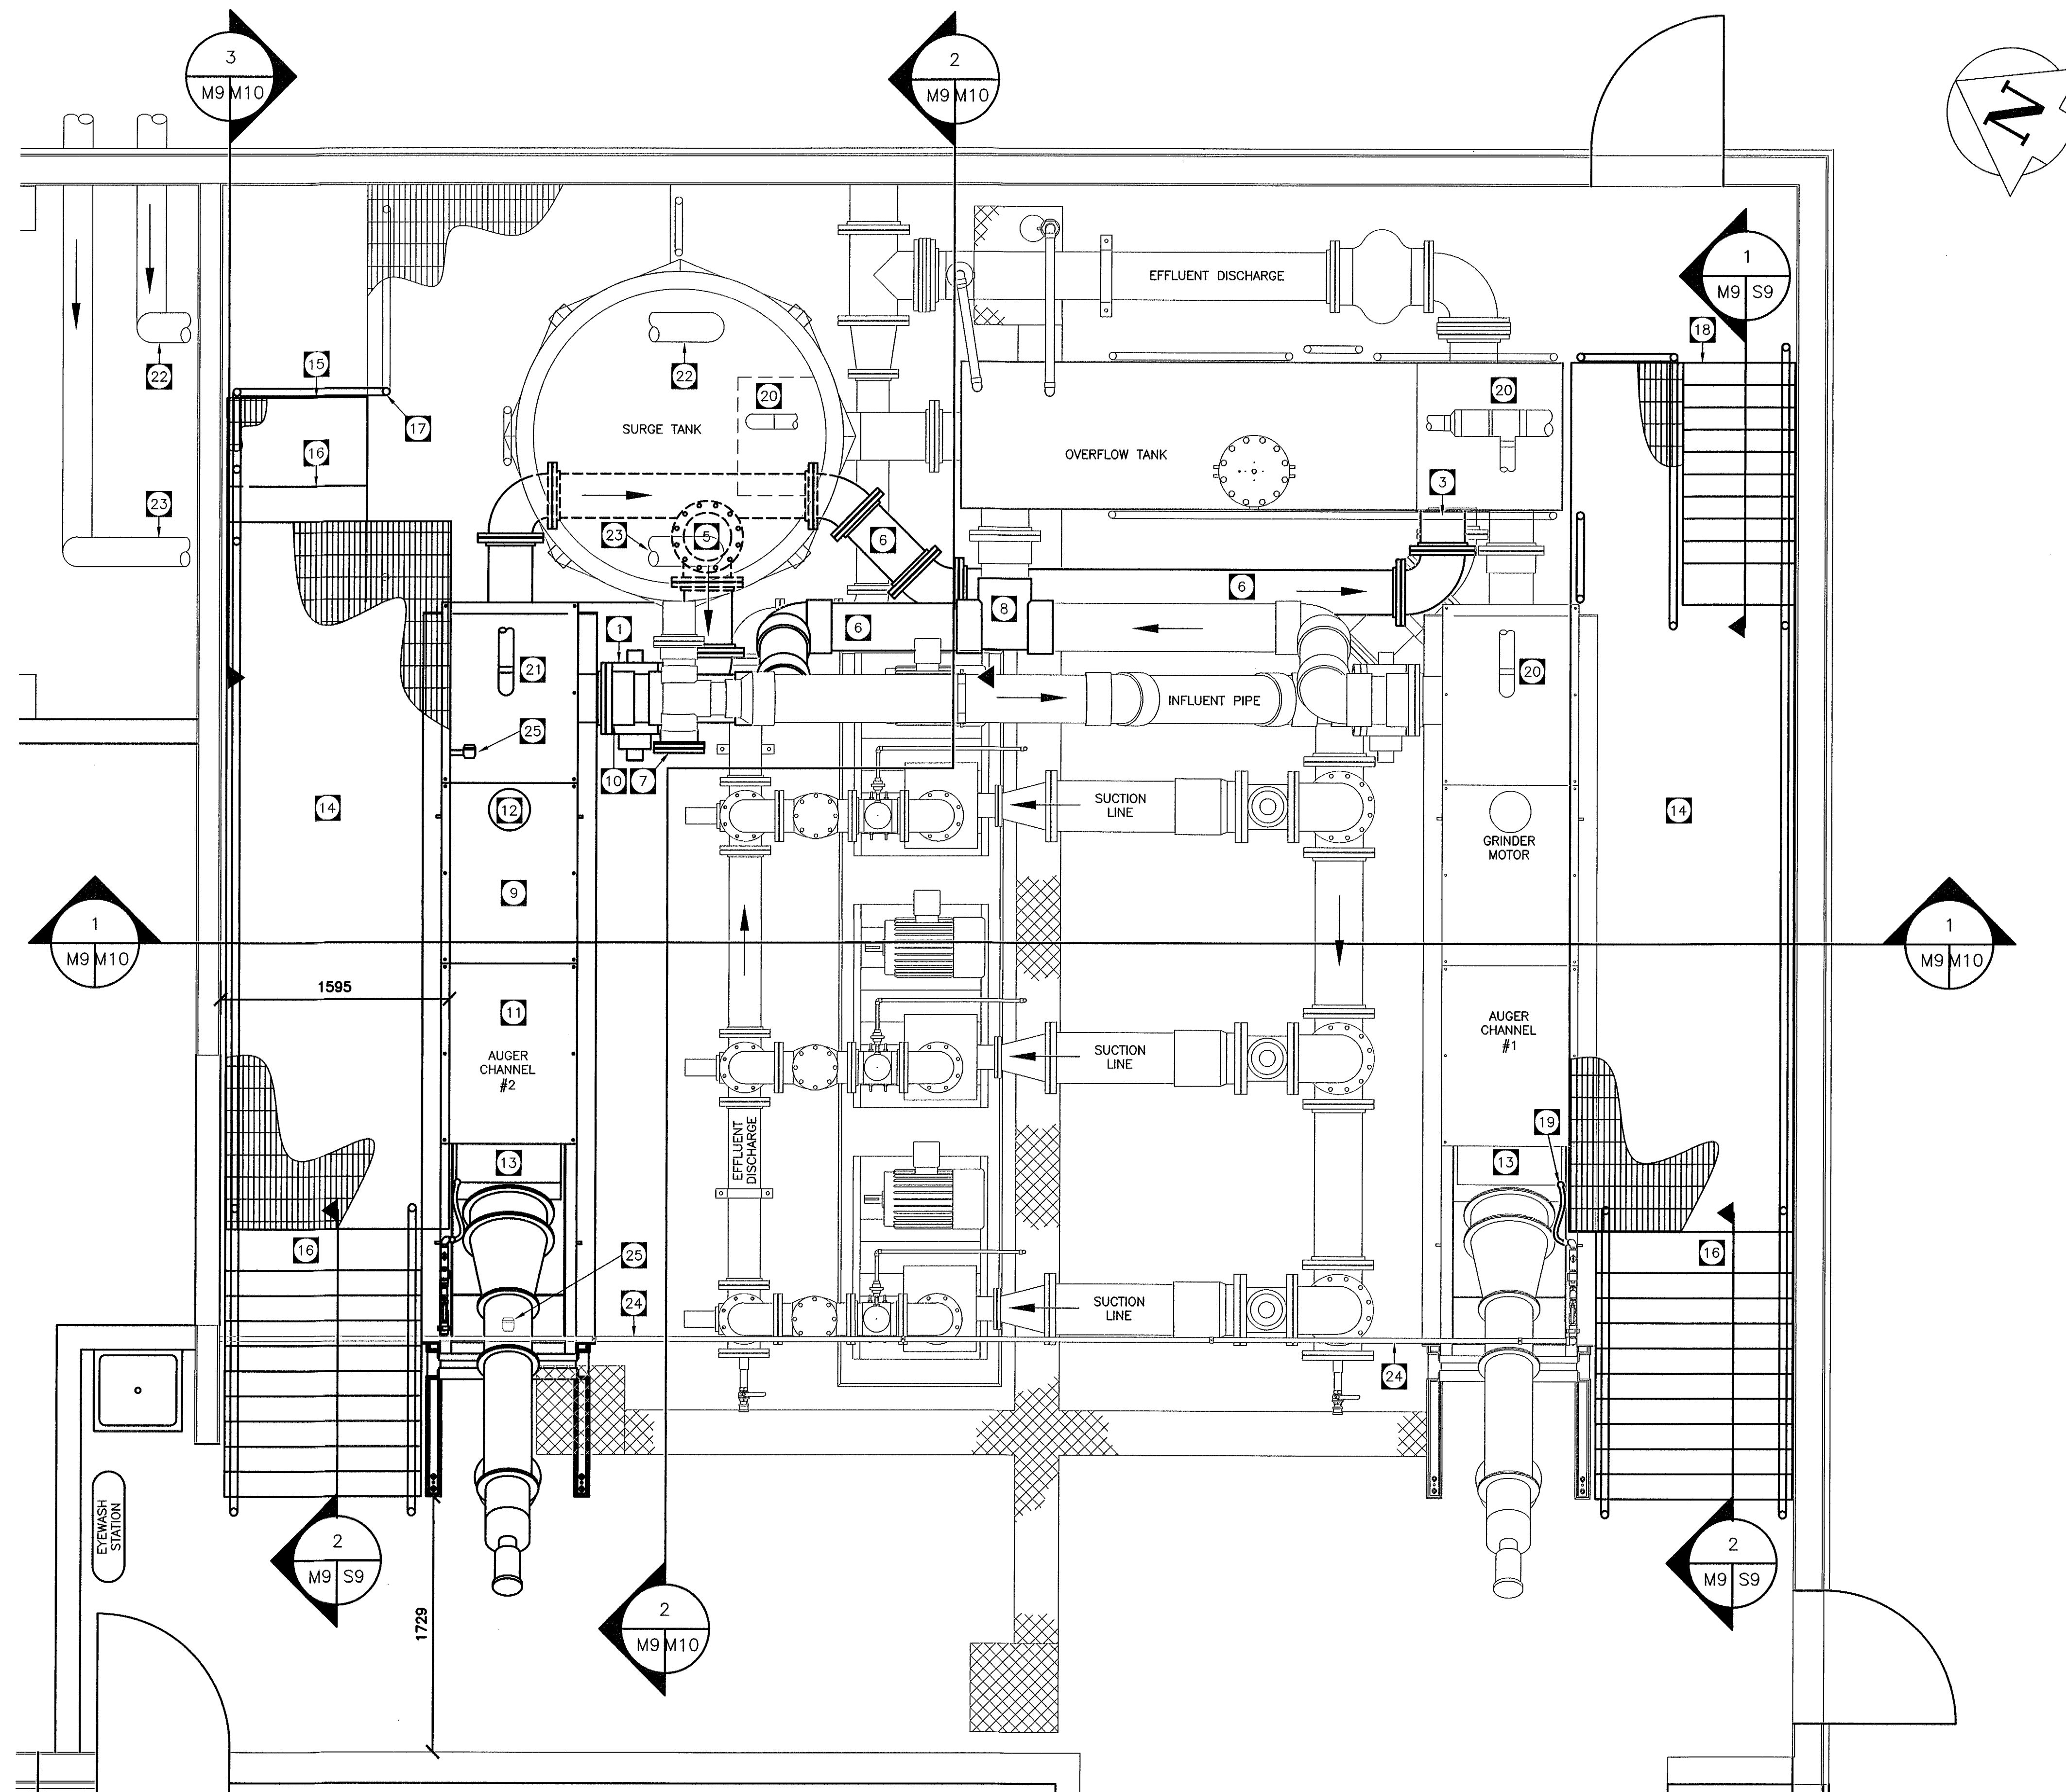 3
M9 M10
2
M9 M10
N
EFFLUENT DISCHARGE
1
M9 S9
18
15
22
22
20
20
17
SURGE TANK
OVERFLOW TANK
16
3
23
23
5
6
6
8
1
6
21
INFLUENT PIPE
20
25
10
7
14
12
SUCTION
LINE
14
GRINDER
MOTOR
9
1
M9 M10
1
M9 M10
1595
11
AUGER
CHANNEL
#2
SUCTION
LINE
AUGER
CHANNEL
#1
EFFLUENT
DISCHARGE
19
13
13
16
25
16
24
SUCTION
LINE
24
EYEWASH
STATION
2
M9 S9
2
M9 S9
1729
2
M9 M10